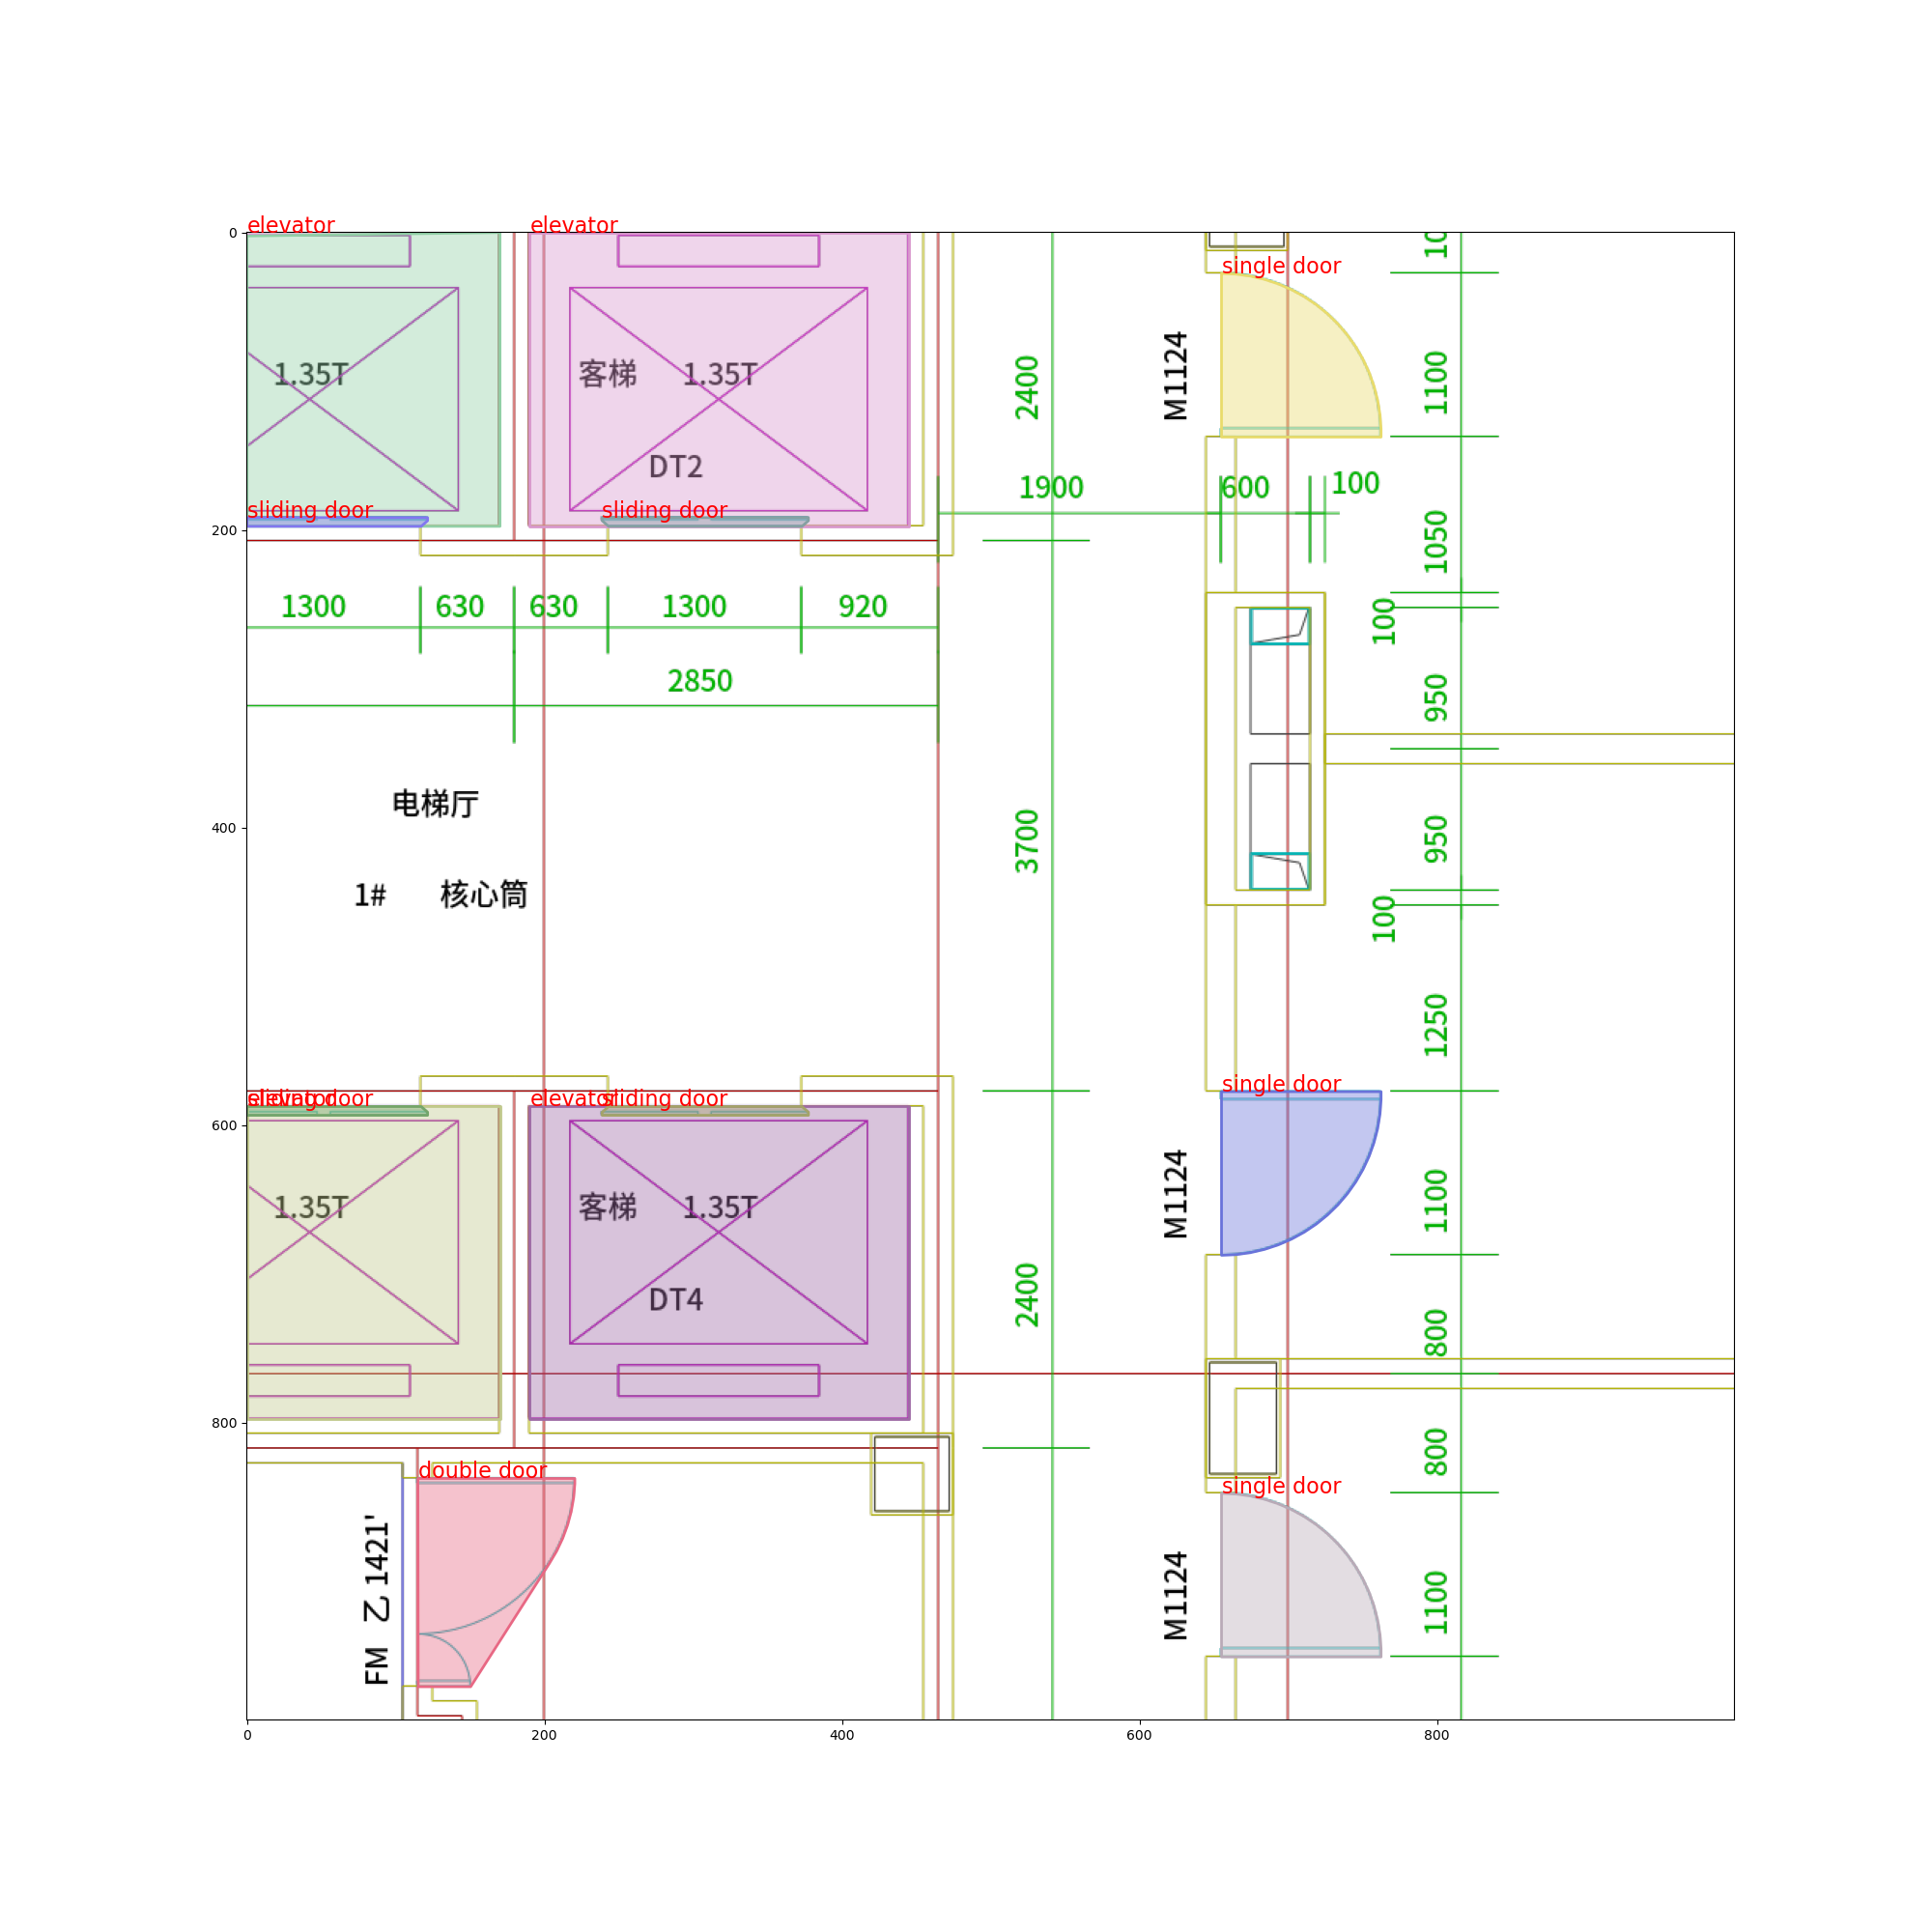 elevator
elevator
10
single door
1.35T
客梯 1.35T
2400
M1124
1100
DT2
1900
600
100
sliding door
sliding door
0
200
400
600
800
1050
1300
630
630
1300
920
100
2850
950
电梯厅
3700
950
1# 核心筒
100
1250
single door
elevator
sliding door
elevator
sliding door
1.35T
客梯 1.35T
M1124
1100
DT4
2400
800
800
double door
single door
FM 乙 1421'
M1124
1100
0
200
400
600
800